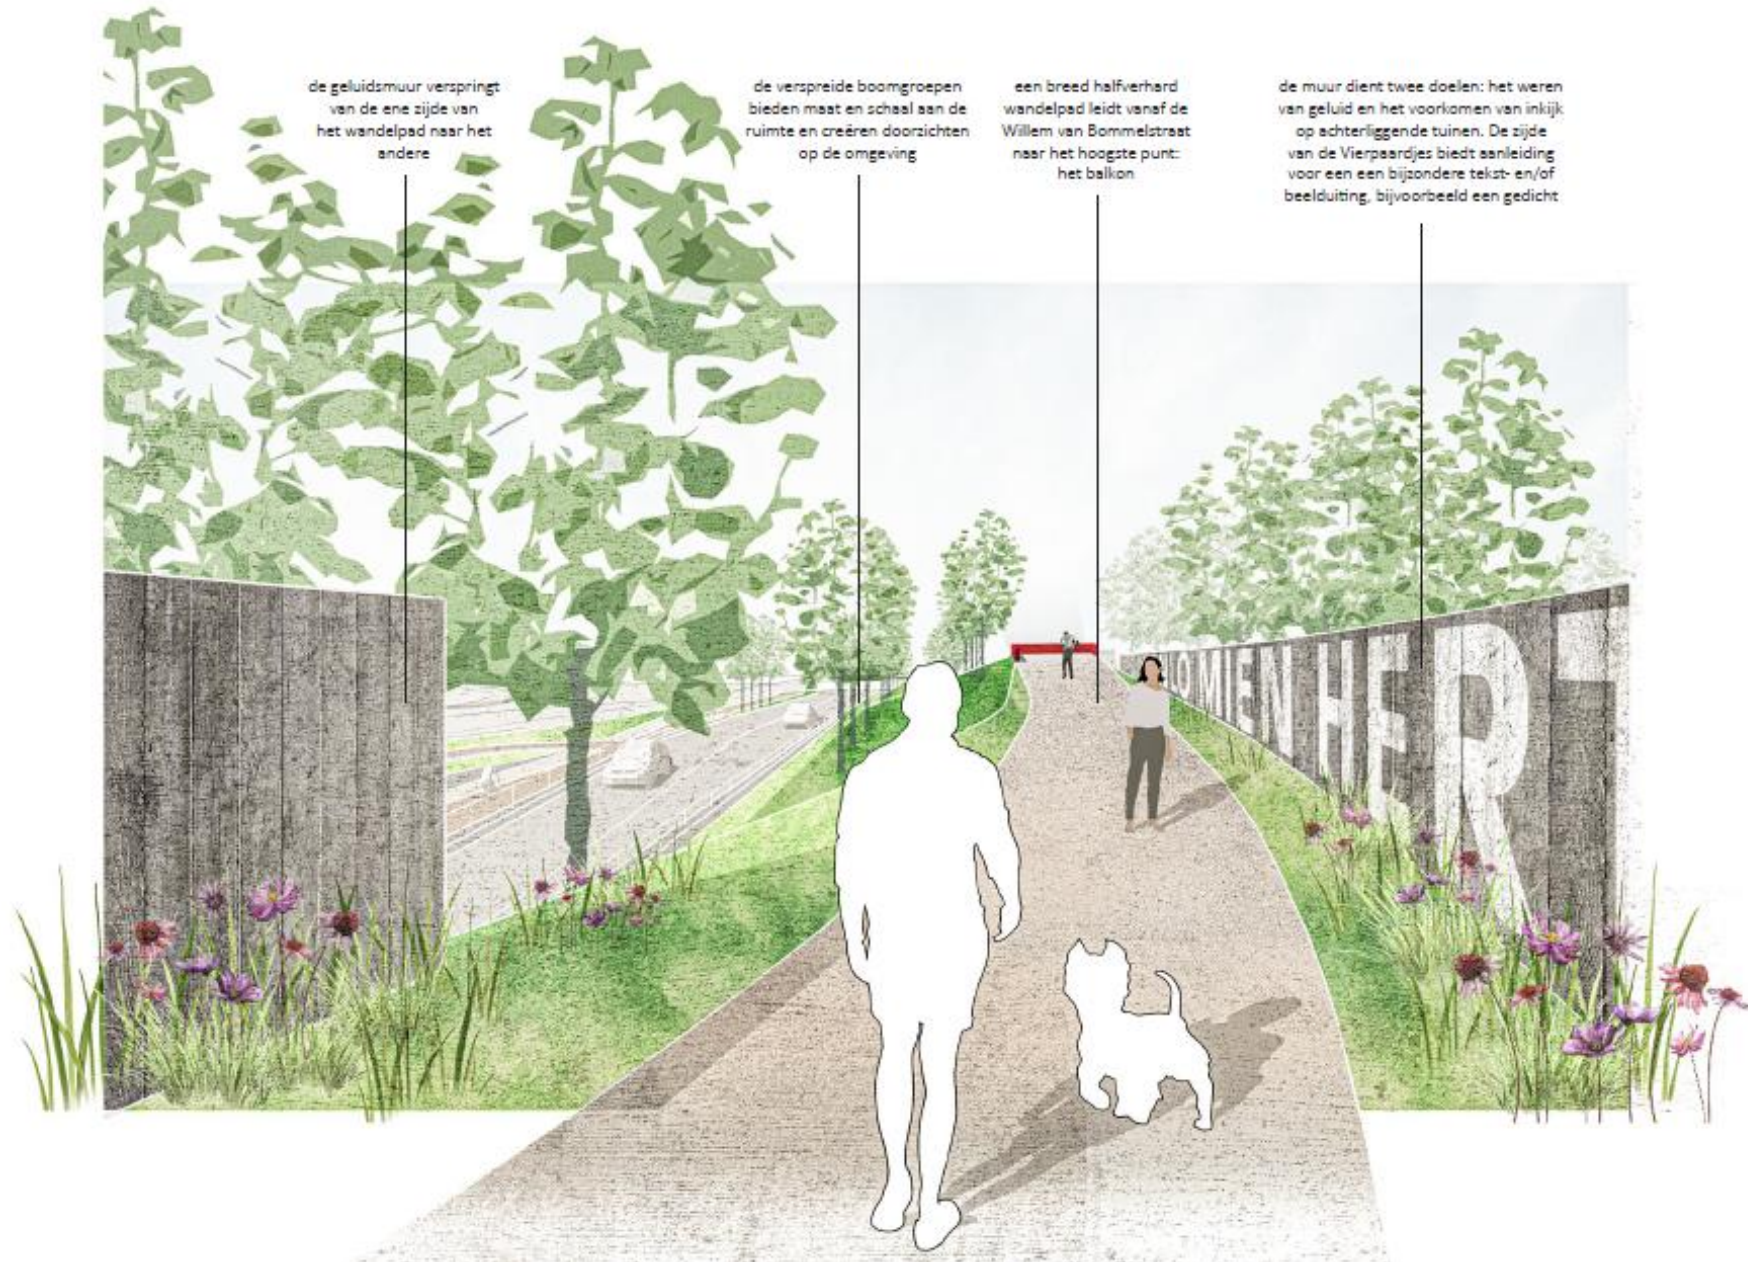 de geluidsmuur verspringt
van de ene zijde van
het wandelpad naar het
andere
de verspreide boomgroepen
bieden maat en schaal aan de
ruimte en creëren doorzichten
op de omgeving
een breed halfverhard
wandelpad leidt vanaf de
Willem van Bommelstraat
naar het hoogste punt:
het balkon
de muur dient twee doelen: het weren
van geluid en het voorkomen van inkijk
op achterliggende tuinen. De zijde
van de Vierpaardjes biedt aanleiding
voor een een bijzondere tekst- en/of
beelduiting, bijvoorbeeld een gedicht
OMIEN HER